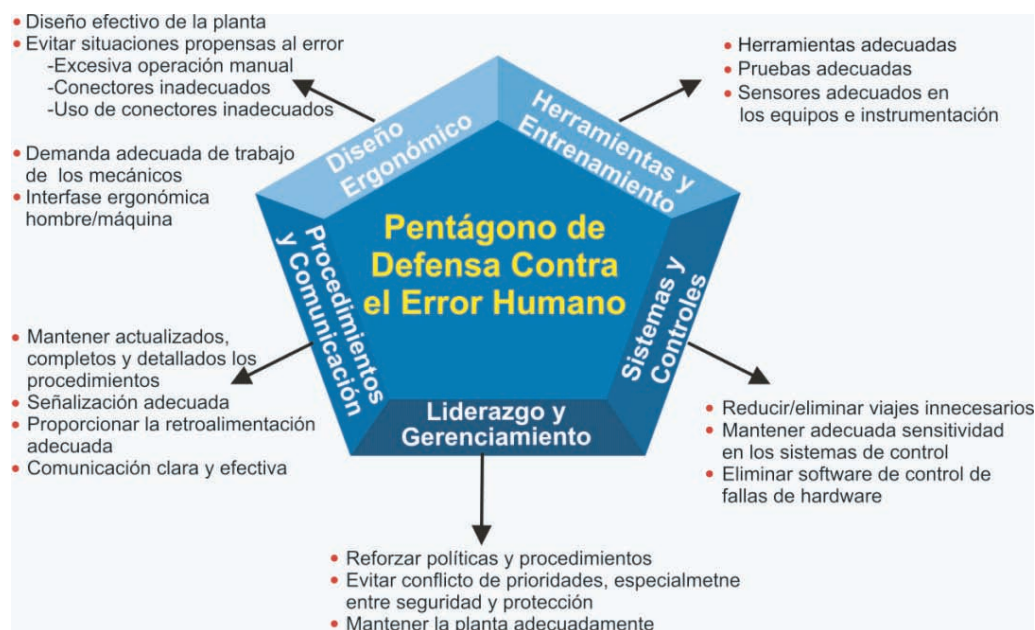 • Diseño efectivo de la planta
• Evitar situaciones propensas al error
-Excesiva operación manual
-Conectores inadecuados
-Uso de conectores inadecuados
• Demanda adecuada de trabajo
de los mecánicos
• Interfase ergonómica
hombre/máquina
• Herramientas adecuadas
• Pruebas adecuadas
• Sensores adecuados en
los equipos e instrumentación
Diseño
Ergonómico
Herramientas y
Entrenamiento
Pentágono de
Defensa Contra
el Error Humano
Procedimientos
y Comunicación
Sistemas y
Controles
Liderazgo y
Gerenciamiento
• Mantener actualizados,
completos y detallados los
procedimientos
• Señalización adecuada
• Proporcionar la retroalimentación
adecuada
• Comunicación clara y efectiva
• Reducir/eliminar viajes innecesarios
• Mantener adecuada sensitividad
en los sistemas de control
• Eliminar software de control de
fallas de hardware
• Reforzar políticas y procedimientos
• Evitar conflicto de prioridades, especialmetne
entre seguridad y protección
• Mantener la planta adecuadamente